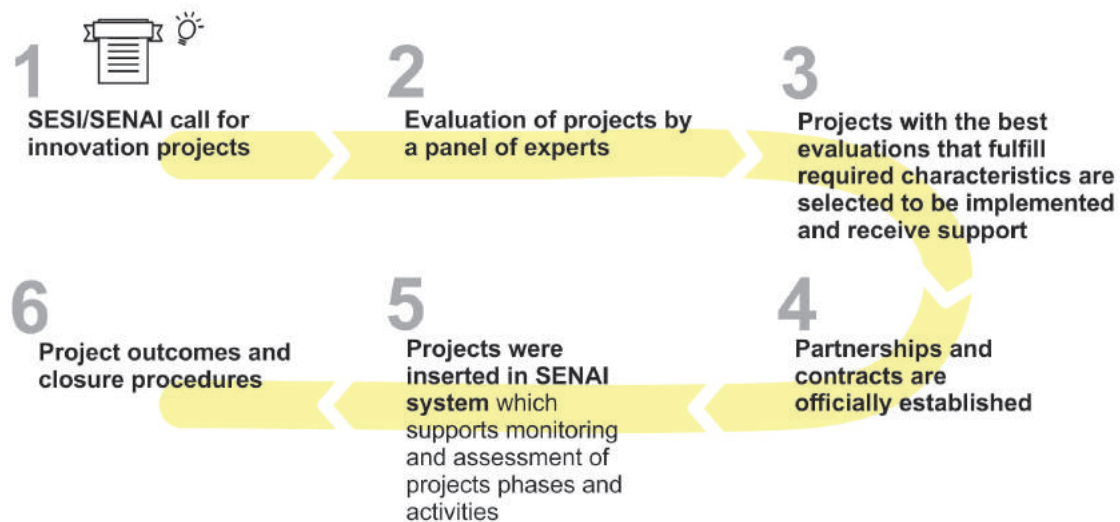 1
SESI/SENAI call for
innovation projects
2
Evaluation of projects by
a panel of experts
3
Projects with the best
evaluations that fulfill
required characteristics are
selected to be implemented
and receive support
4
Partnerships and
contracts are
officially established
5
Projects were
inserted in SENAI
system which
supports monitoring
and assessment of
projects phases and
activities
6
Project outcomes and
closure procedures